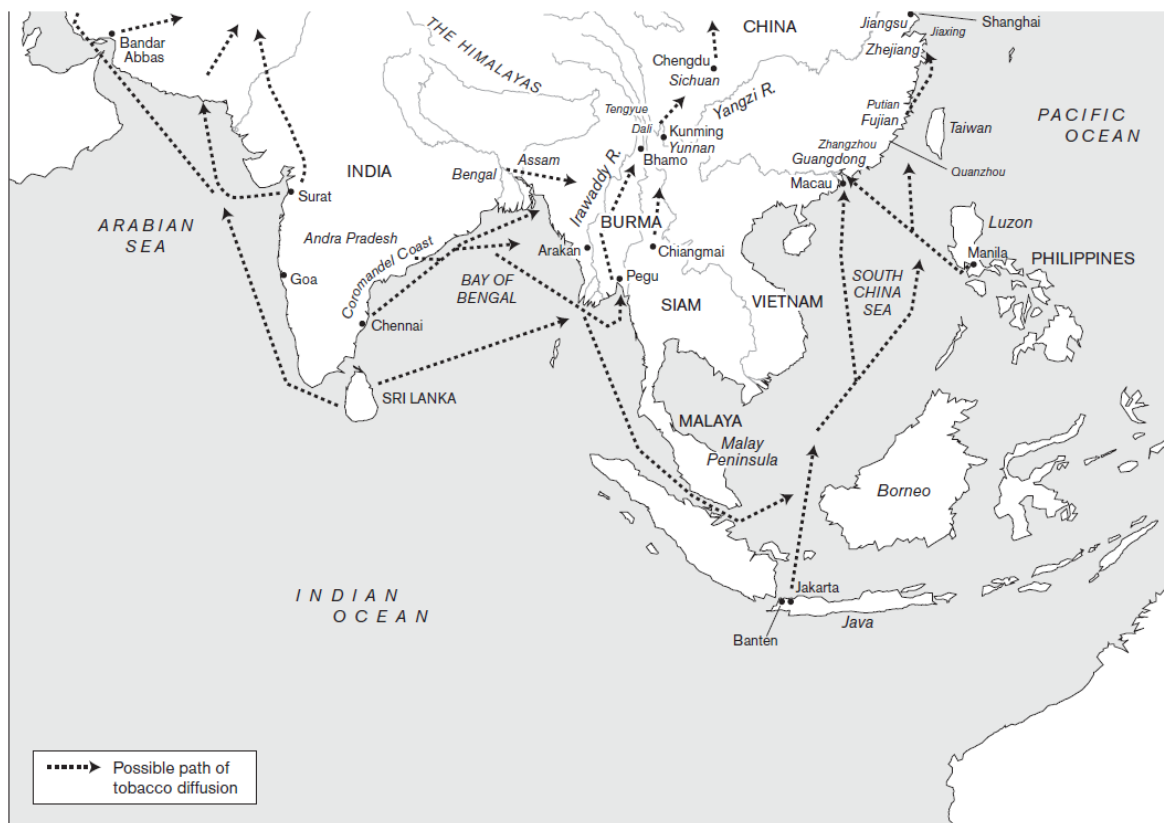 Bandar
Abbas
THE HIMALAYAS
CHINA
Jiangsu
Shanghai
Jiaxing
Zhejiang
Chengdu
Sichuan
Yangzi R.
Tengyue
Dali
Kunming
Yunnan
Bhamo
Putian
Fujian
Taiwan
PACIFIC
OCEAN
Zhangzhou
Guangdong
Quanzhou
Macau
INDIA
Bengal
Assam
Irawaddy R.
Surat
ARABIAN
SEA
Andra Pradesh
Coromandel Coast
Goa
Chennai
BAY OF
BENGAL
Arakan
BURMA
Chiangmai
Pegu
SIAM
VIETNAM
SOUTH
CHINA
SEA
Luzon
Manila
PHILIPPINES
SRI LANKA
MALAYA
Malay
Peninsula
Borneo
INDIAN
OCEAN
Jakarta
Banten
Java
Possible path of
tobacco diffusion